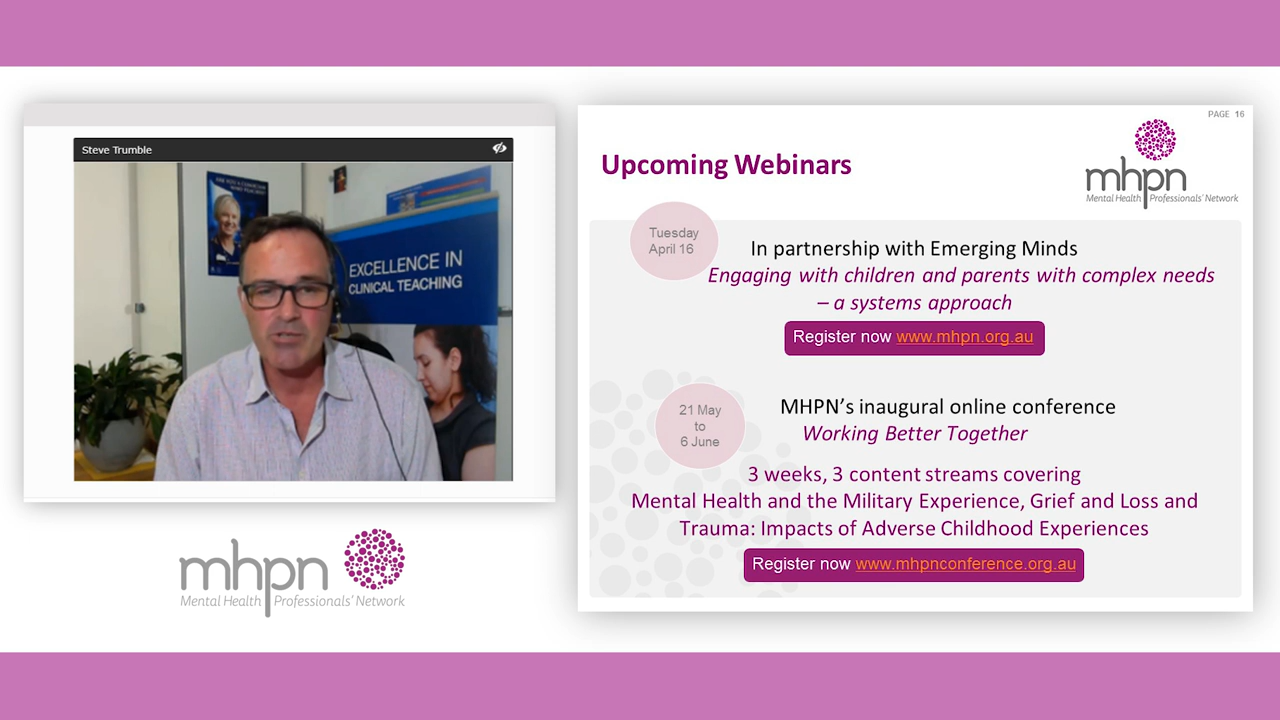 Steve Trumble
ARE YOU A CLINICIAN
EXCELLENCE IN
CLINICAL TEACHING
mhpn
Mental Health Professionals' Network
PAGE 16
Upcoming Webinars
mhpn
Mental Health Professionals' Network
Tuesday
April 16
In partnership with Emerging Minds
Engaging with children and parents with complex needs
– a systems approach
Register now www.mhpn.org.au
21 May
to
6 June
MHPN's inaugural online conference
Working Better Together
3 weeks, 3 content streams covering
Mental Health and the Military Experience, Grief and Loss and
Trauma: Impacts of Adverse Childhood Experiences
Register now www.mhpnconference.org.au